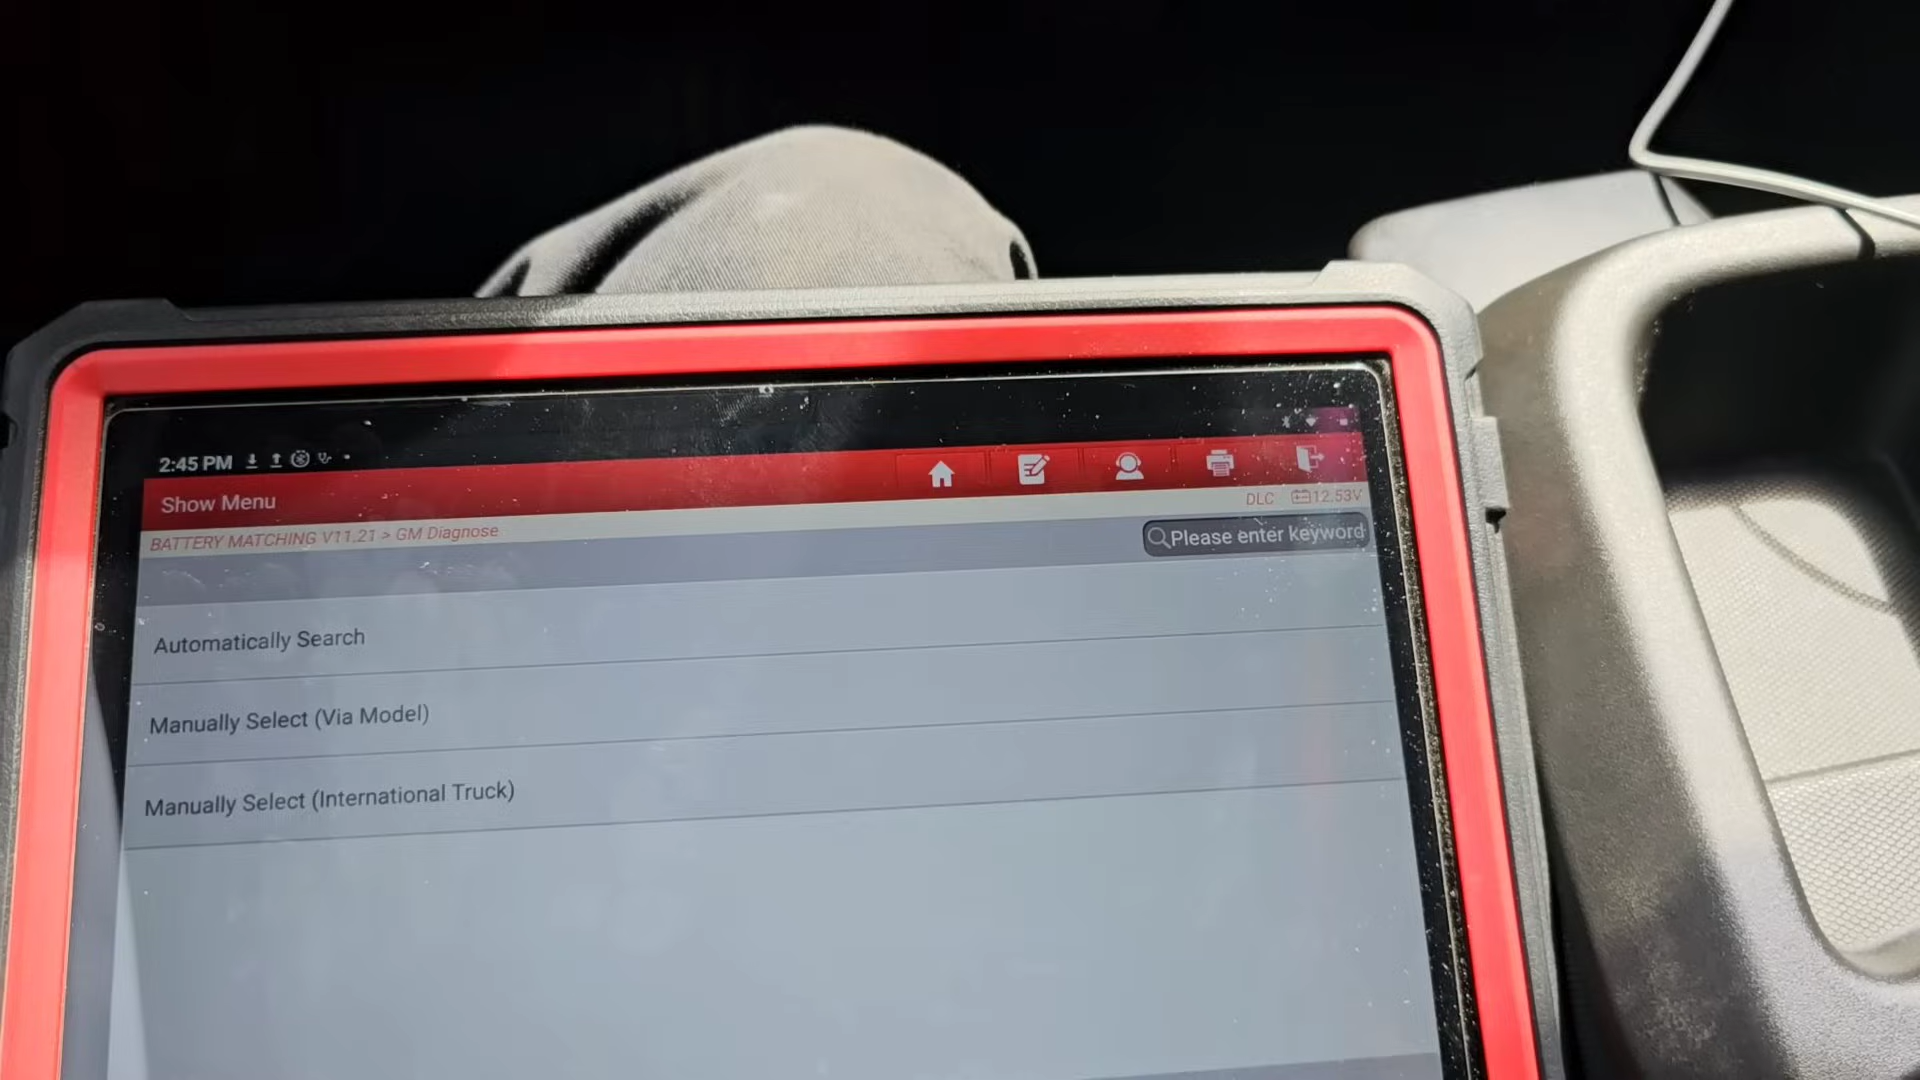 2:45 PM
Show Menu
DLC 12.53V
BATTERY MATCHING V11.21 > GM Diagnose
Please enter keyword
Automatically Search
Manually Select (Via Model)
Manually Select (International Truck)